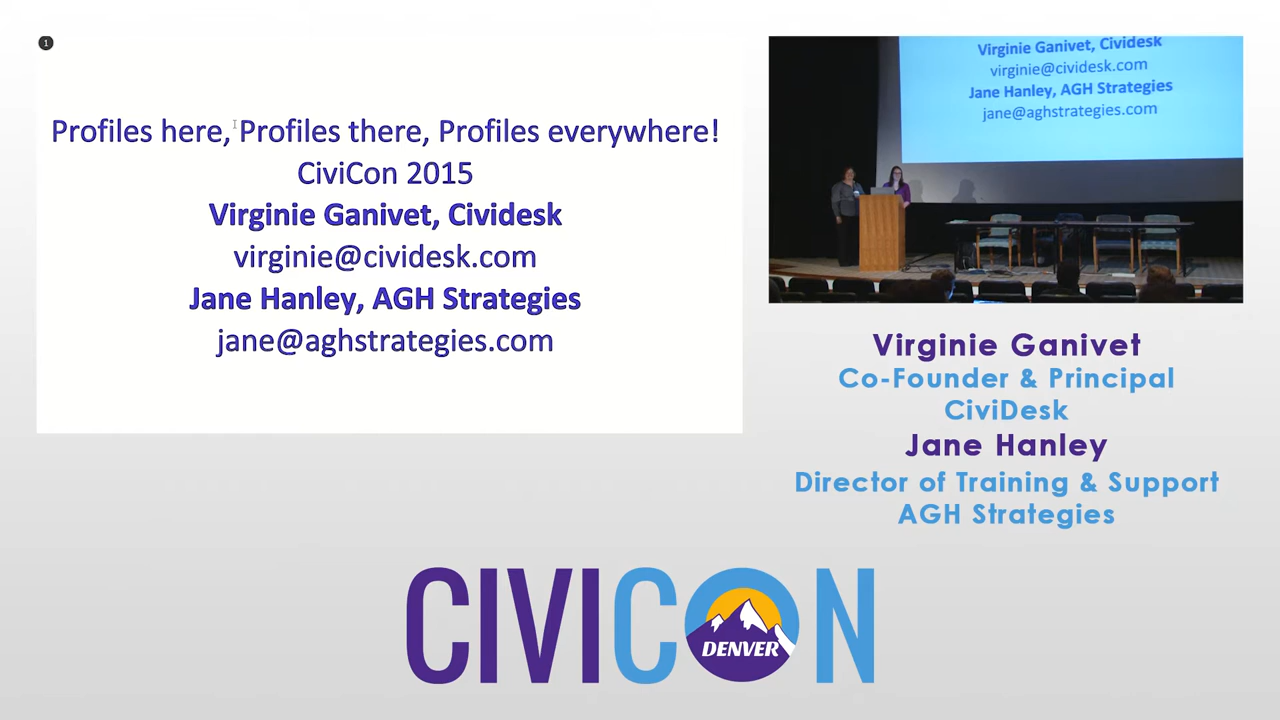 1
Profiles here, Profiles there, Profiles everywhere!
CiviCon 2015
Virginie Ganivet, Cividesk
virginie@cividesk.com
Jane Hanley, AGH Strategies
jane@aghstrategies.com
Virginie Ganivet, Cividesk
virginie@cividesk.com
Jane Hanley, AGH Strategies
jane@aghstrategies.com
Virginie Ganivet
Co-Founder & Principal
CiviDesk
Jane Hanley
Director of Training & Support
AGH Strategies
CIVICON
DENVER